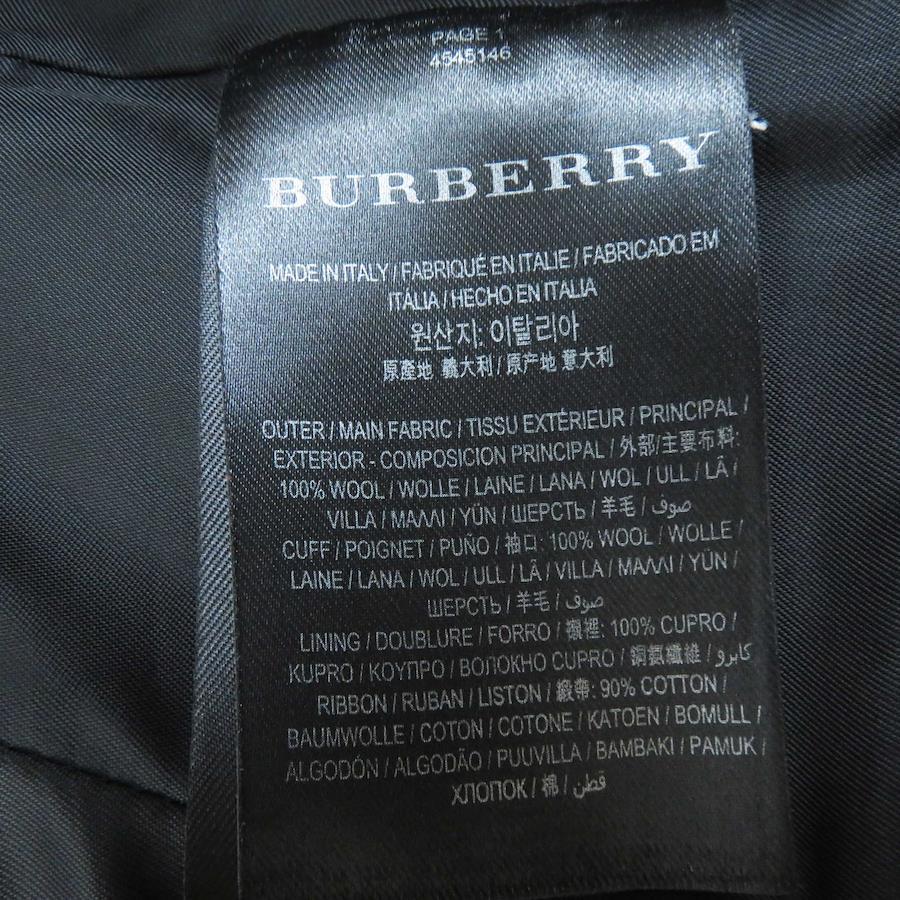 PAGE 1
4545146
BURBERRY
MADE IN ITALY / FABRIQUÉ EN ITALIE / FABRICADO EM
ITÁLIA / HECHO EN ITALIA
원산지: 이탈리아
原產地 義大利 / 原产地 意大利
OUTER / MAIN FABRIC / TISSU EXTÉRIEUR / PRINCIPAL /
EXTERIOR - COMPOSICION PRINCIPAL / 外部/主要布料:
100% WOOL / WOLLE / LAINE / LANA / WOL / ULL / LÃ /
VILLA / ΜΑΛΛΙ / YÜN / ШЕРСТЬ / 羊毛 / صوف /
CUFF / POIGNET / PUÑO / 袖口: 100% WOOL / WOLLE /
LAINE / LANA / WOL / ULL / LÃ / VILLA / ΜΑΛΛΙ / YÜN /
ШЕРСТЬ / 羊毛 / صوف
LINING / DOUBLURE / FORRO / 襯裡: 100% CUPRO /
KUPRO / ΚΟΥΠΡΟ / ВОЛОКНО CUPRO / 銅氨纖維 / كابرو
RIBBON / RUBAN / LISTON / 緞帶: 90% COTTON /
BAUMWOLLE / COTON / COTONE / KATOEN / BOMULL /
ALGODÓN / ALGODÃO / PUUVILLA / BAMBAKI / PAMUK /
ХЛОПОК / 棉 / قطن